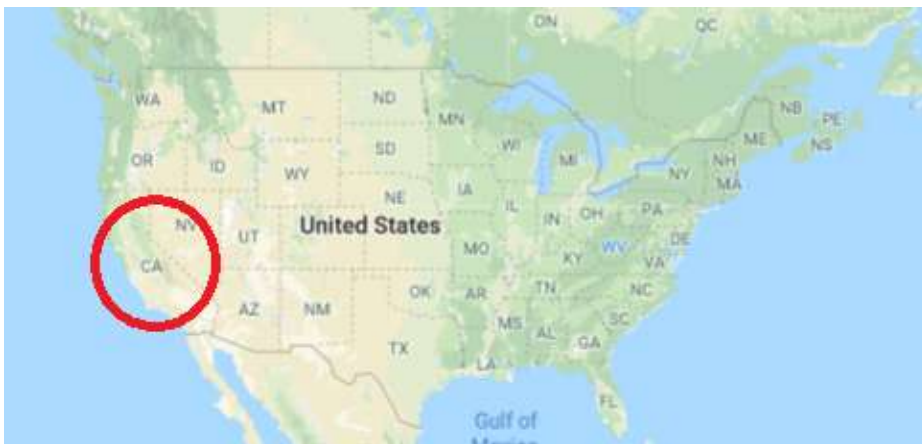 ON
QC
WA
MT
ND
MN
NB
PE
OR
ID
SD
WI
MI
ME
NS
WY
NY
NH
MA
NE
IA
IL
IN
OH
PA
NV
UT
United States
MO
KY
WV
DE
VA
CA
AZ
NM
OK
AR
TN
NC
TX
MS
AL
GA
SC
LA
FL
Gulf of
Mexico